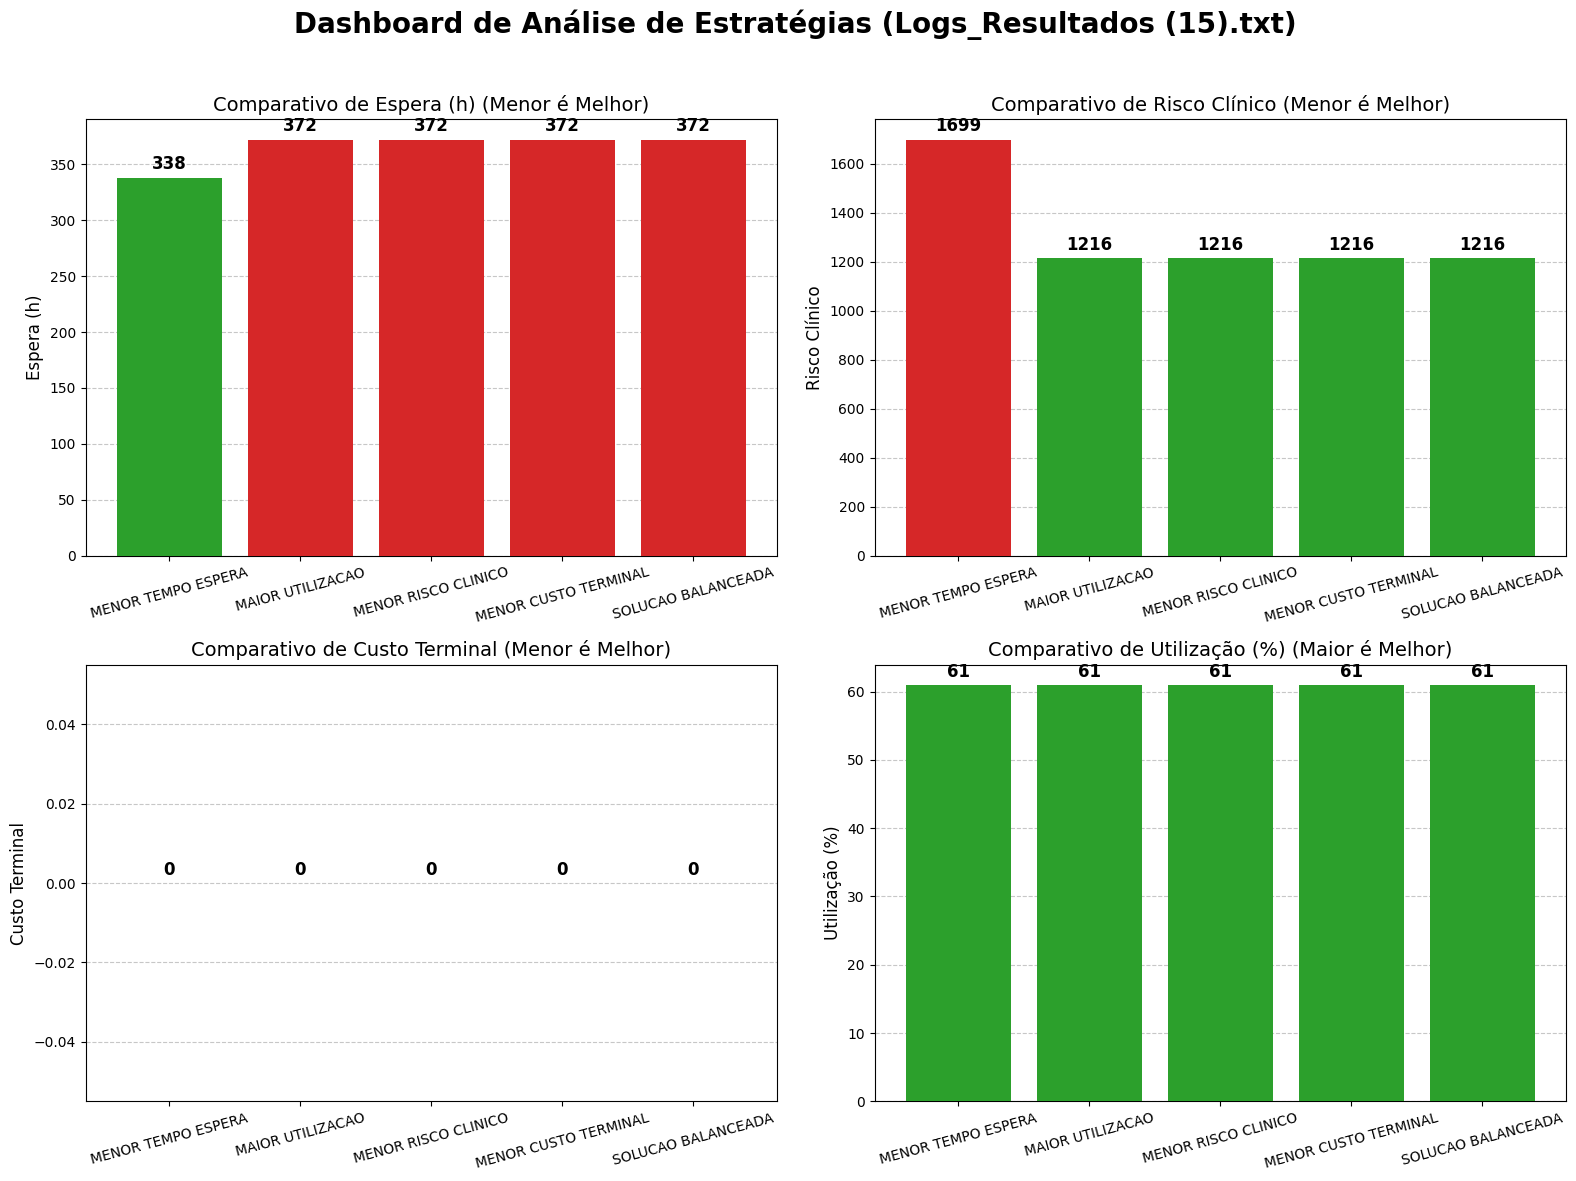 Dashboard de Análise de Estratégias (Logs_Resultados (15).txt)
Comparativo de Espera (h) (Menor é Melhor)
Espera (h)
350
300
250
200
150
100
50
0
338
372
372
372
372
MENOR TEMPO ESPERA
MAIOR UTILIZACAO
MENOR RISCO CLINICO
MENOR CUSTO TERMINAL
SOLUCAO BALANCEADA
Comparativo de Risco Clínico (Menor é Melhor)
Risco Clínico
1600
1400
1200
1000
800
600
400
200
0
1699
1216
1216
1216
1216
MENOR TEMPO ESPERA
MAIOR UTILIZACAO
MENOR RISCO CLINICO
MENOR CUSTO TERMINAL
SOLUCAO BALANCEADA
Comparativo de Custo Terminal (Menor é Melhor)
Custo Terminal
0.04
0.02
0.00
−0.02
−0.04
0
0
0
0
0
MENOR TEMPO ESPERA
MAIOR UTILIZACAO
MENOR RISCO CLINICO
MENOR CUSTO TERMINAL
SOLUCAO BALANCEADA
Comparativo de Utilização (%) (Maior é Melhor)
Utilização (%)
60
50
40
30
20
10
0
61
61
61
61
61
MENOR TEMPO ESPERA
MAIOR UTILIZACAO
MENOR RISCO CLINICO
MENOR CUSTO TERMINAL
SOLUCAO BALANCEADA